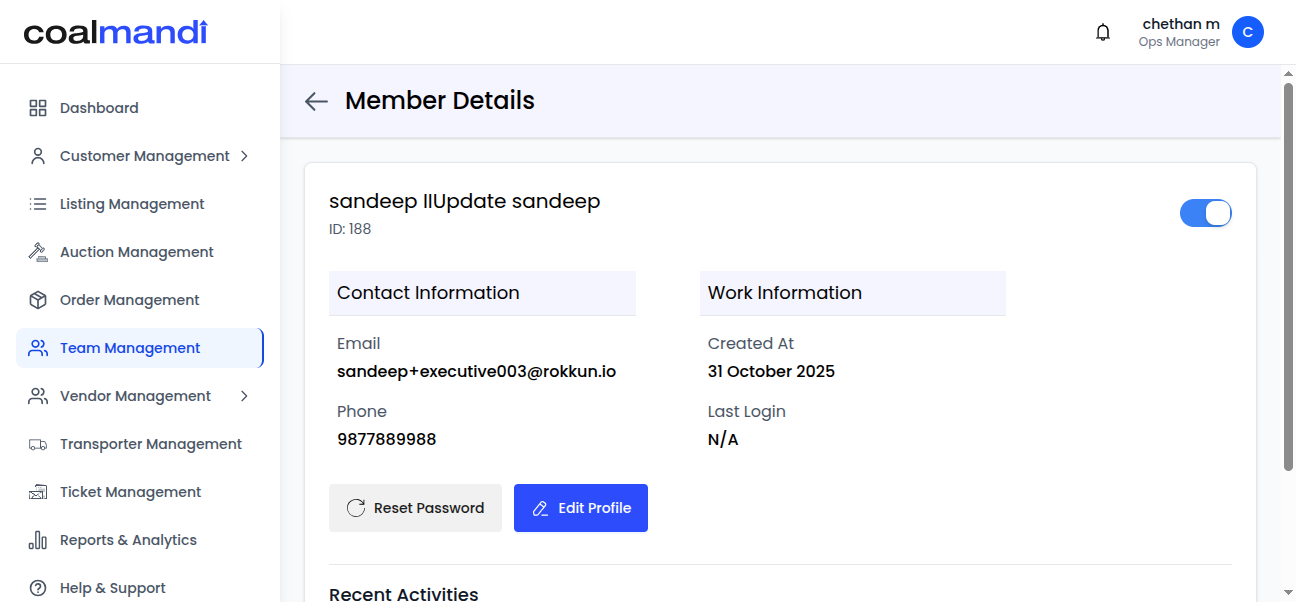 coalmandi
chethan m
Ops Manager
C
Dashboard
Customer Management
Listing Management
Auction Management
Order Management
Team Management
Vendor Management
Transporter Management
Ticket Management
Reports & Analytics
Help & Support
Member Details
sandeep IIUpdate sandeep
ID: 188
Contact Information
Email
sandeep+executive003@rokkun.io
Phone
9877889988
Work Information
Created At
31 October 2025
Last Login
N/A
Reset Password
Edit Profile
Recent Activities